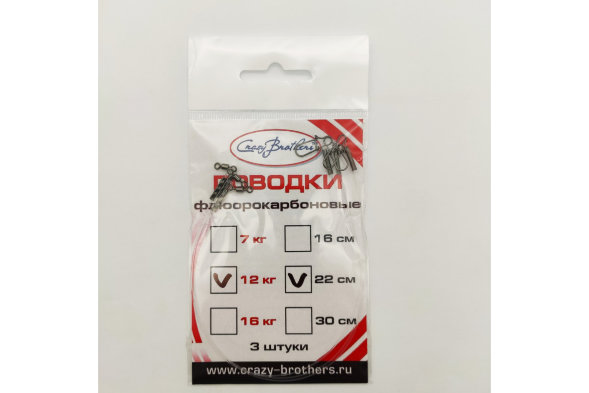 Crazy Brothers
ПОВОДКИ
флюорокарбоновые
7 кг 16 см
12 кг 22 см
16 кг 30 см
3 штуки
www.crazy-brothers.ru